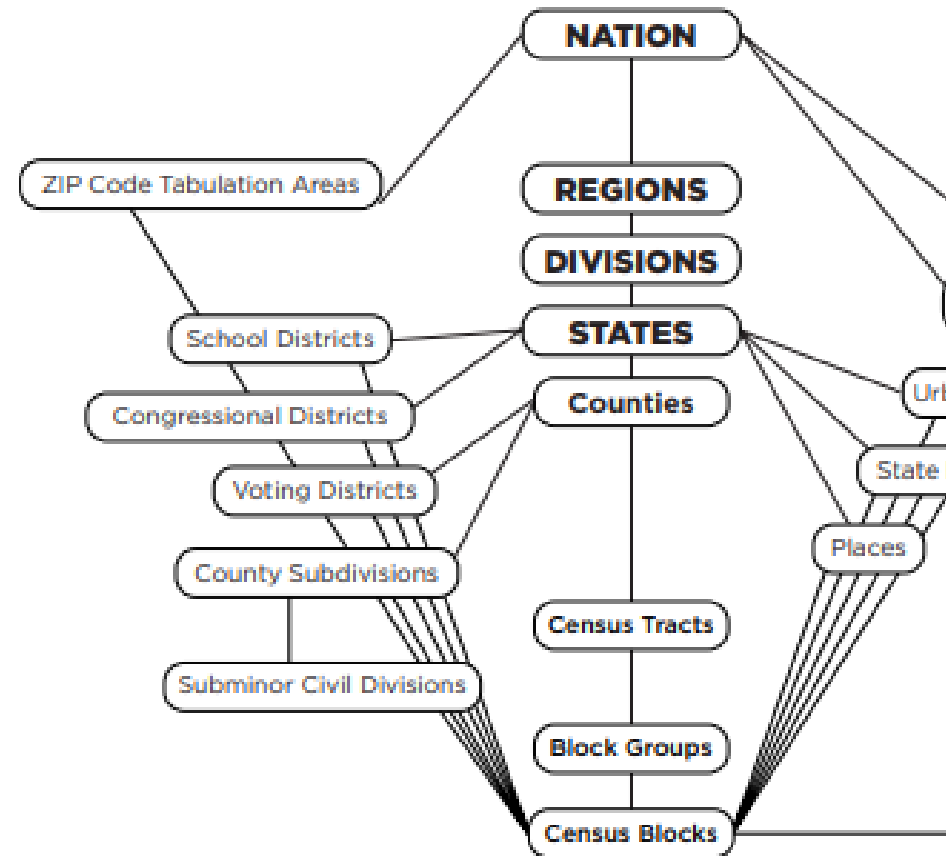 NATION
ZIP Code Tabulation Areas
REGIONS
DIVISIONS
STATES
School Districts
Counties
Congressional Districts
State
Voting Districts
Places
County Subdivisions
Census Tracts
Subminor Civil Divisions
Block Groups
Census Blocks